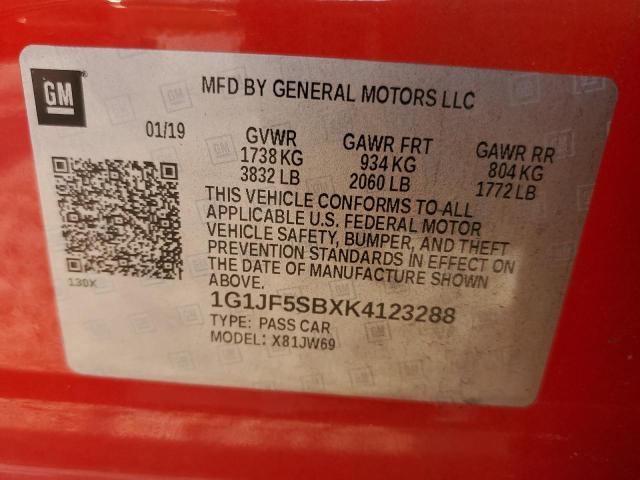 GM
MFD BY GENERAL MOTORS LLC
01/19
GVWR GAWR FRT GAWR RR
1738 KG 934 KG 804 KG
3832 LB 2060 LB 1772 LB
THIS VEHICLE CONFORMS TO ALL
APPLICABLE U.S. FEDERAL MOTOR
VEHICLE SAFETY, BUMPER, AND THEFT
PREVENTION STANDARDS IN EFFECT ON
THE DATE OF MANUFACTURE SHOWN
ABOVE.
130X
1G1JF5SBXK4123288
TYPE: PASS CAR
MODEL: X81JW69